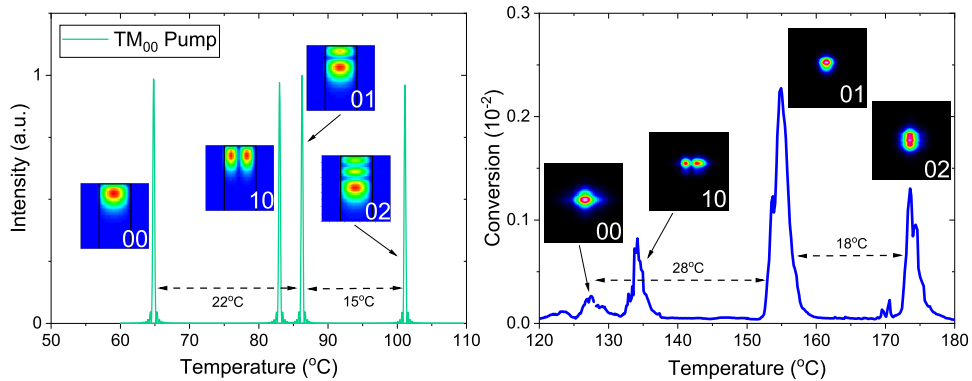 TM00 Pump
Intensity (a.u.)
1
0
00
10
01
02
22°C
15°C
50 60 70 80 90 100 110
Temperature (°C)
Conversion (10-2)
0.3
0.2
0.1
0.0
00
10
01
02
28°C
18°C
120 130 140 150 160 170 180
Temperature (°C)